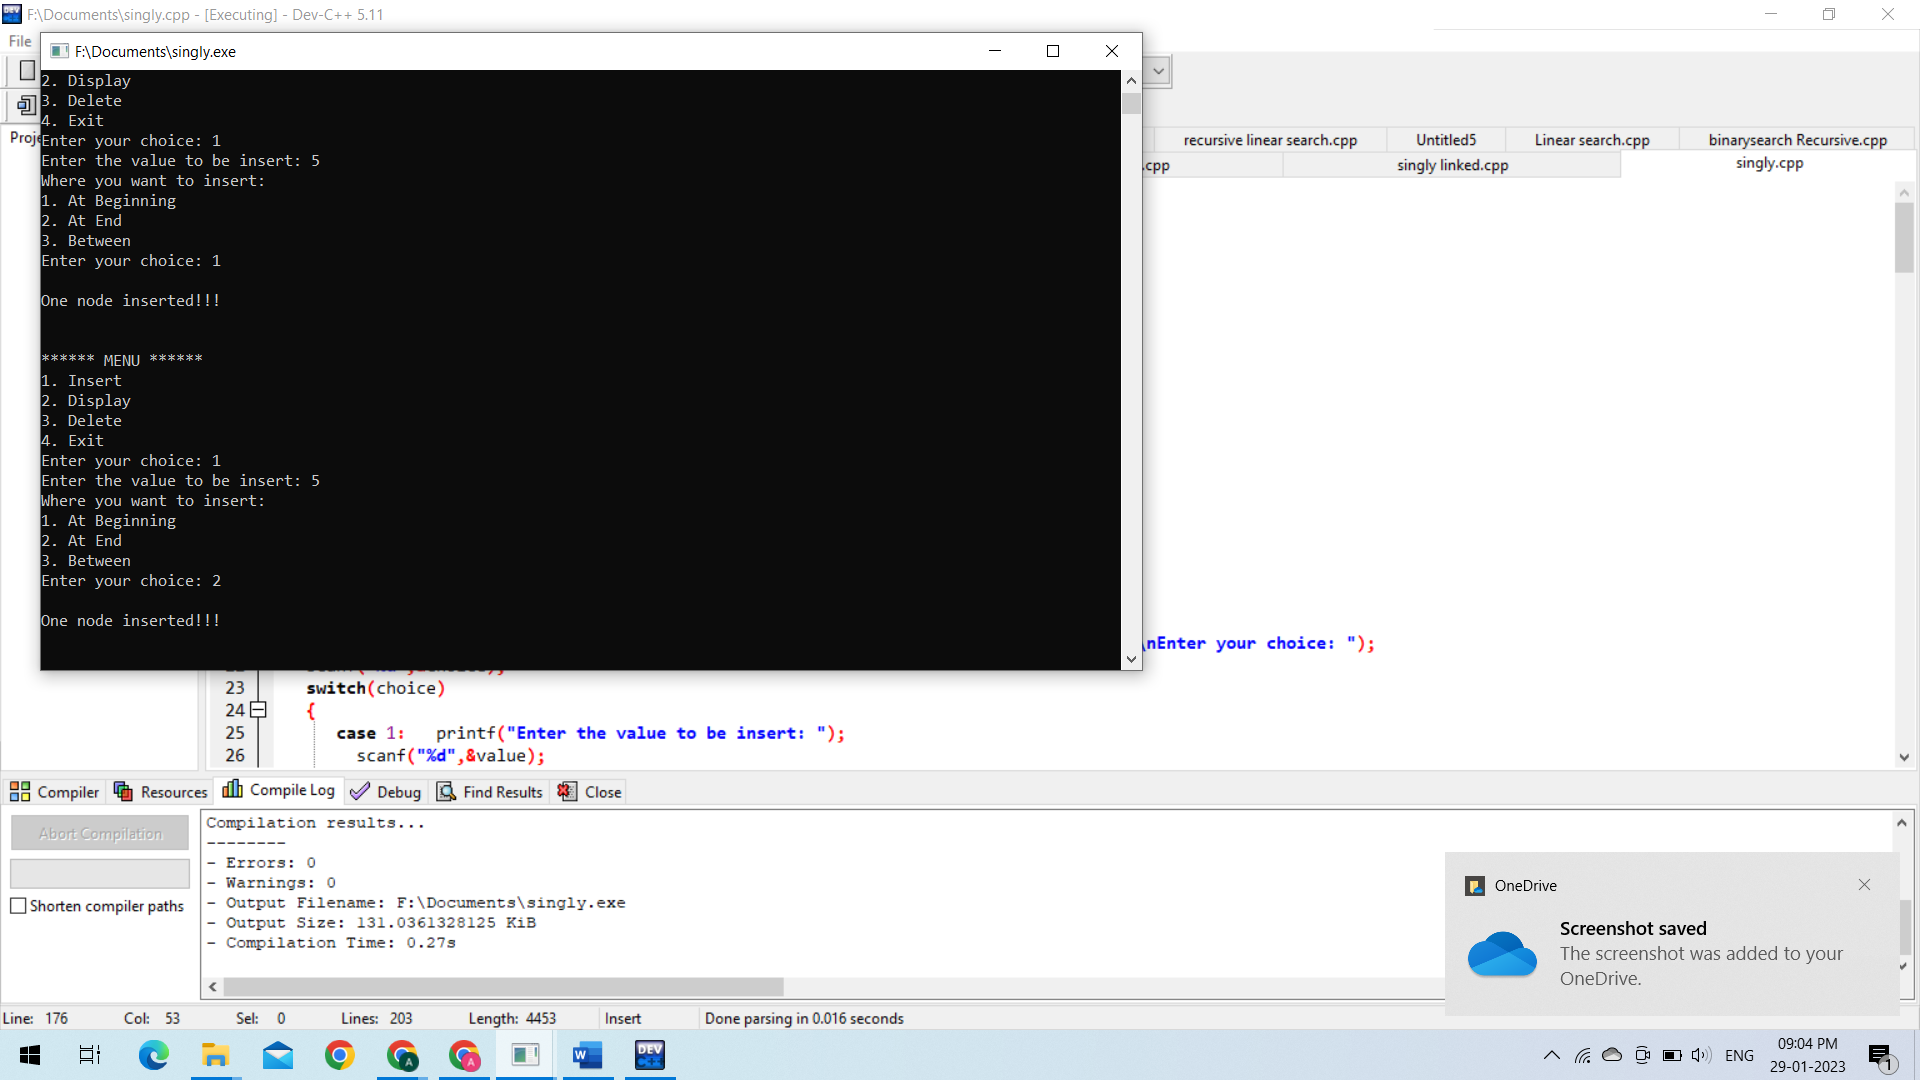 F:\Documents\singly.cpp - [Executing] - Dev-C++ 5.11
File
F:\Documents\singly.exe
2. Display
3. Delete
4. Exit
Enter your choice: 1
Enter the value to be insert: 5
Where you want to insert:
1. At Beginning
2. At End
3. Between
Enter your choice: 1
One node inserted!!!
****** MENU ******
1. Insert
2. Display
3. Delete
4. Exit
Enter your choice: 1
Enter the value to be insert: 5
Where you want to insert:
1. At Beginning
2. At End
3. Between
Enter your choice: 2
One node inserted!!!
Proje
recursive linear search.cpp Untitled5 Linear search.cpp binarysearch Recursive.cpp
.cpp singly linked.cpp singly.cpp
\nEnter your choice: ");
23 switch(choice)
24 {
25 case 1: printf("Enter the value to be insert: ");
26 scanf("%d",&value);
Compiler Resources Compile Log Debug Find Results Close
Abort Compilation
Shorten compiler paths
Compilation results...
--------
- Errors: 0
- Warnings: 0
- Output Filename: F:\Documents\singly.exe
- Output Size: 131.0361328125 KiB
- Compilation Time: 0.27s
OneDrive
Screenshot saved
The screenshot was added to your
OneDrive.
Line: 176 Col: 53 Sel: 0 Lines: 203 Length: 4453 Insert Done parsing in 0.016 seconds
A
A
W
DEV
C++
ENG
09:04 PM
29-01-2023
1